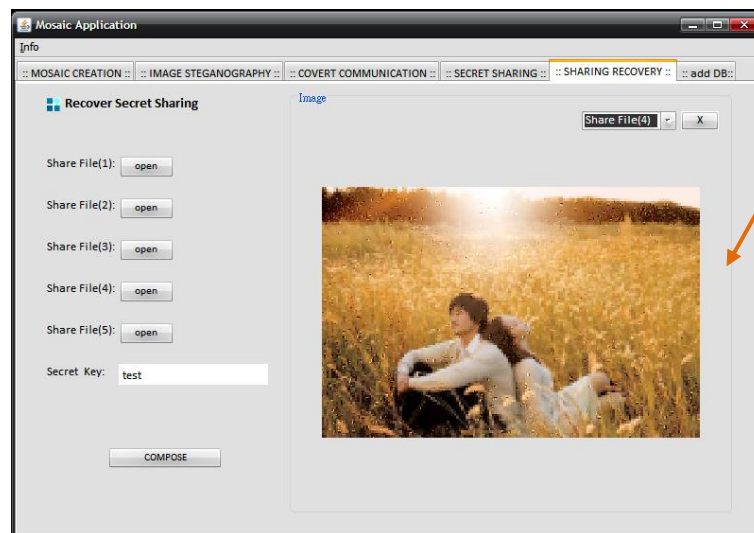 Mosaic Application
Info
:: MOSAIC CREATION :: :: IMAGE STEGANOGRAPHY :: :: COVERT COMMUNICATION :: :: SECRET SHARING :: :: SHARING RECOVERY :: :: add DB::
Recover Secret Sharing
Image
Share File(4) X
Share File(1): open
Share File(2): open
Share File(3): open
Share File(4): open
Share File(5): open
Secret Key: test
COMPOSE